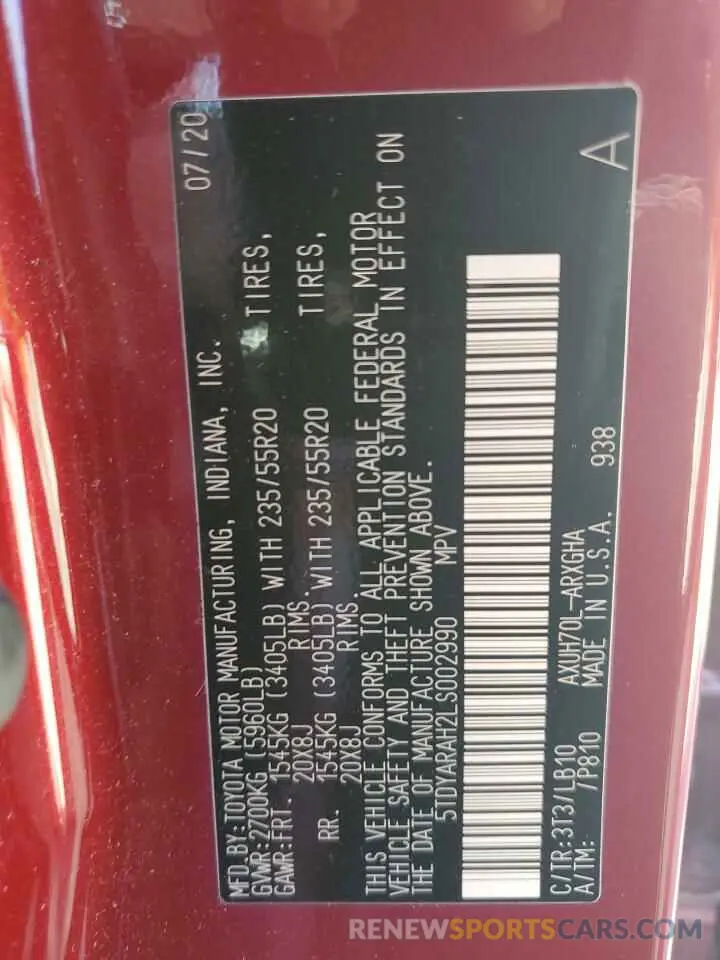 07/20
MFD.BY:TOYOTA MOTOR MANUFACTURING, INDIANA, INC.
GVWR:2700KG (5960LB)
GAWR:FRT. 1545KG (3405LB) WITH 235/55R20 TIRES,
20X8J RIMS.
RR. 1545KG (3405LB) WITH 235/55R20 TIRES,
20X8J RIMS.
THIS VEHICLE CONFORMS TO ALL APPLICABLE FEDERAL MOTOR
VEHICLE SAFETY AND THEFT PREVENTION STANDARDS IN EFFECT ON
THE DATE OF MANUFACTURE SHOWN ABOVE.
5TDYARAH2LS002990 MPV
C/TR:3T3/LB10 AXUH70L-ARXGHA
A/TM: /P810 MADE IN U.S.A. 938
A
RENEWSPORTSCARS.COM